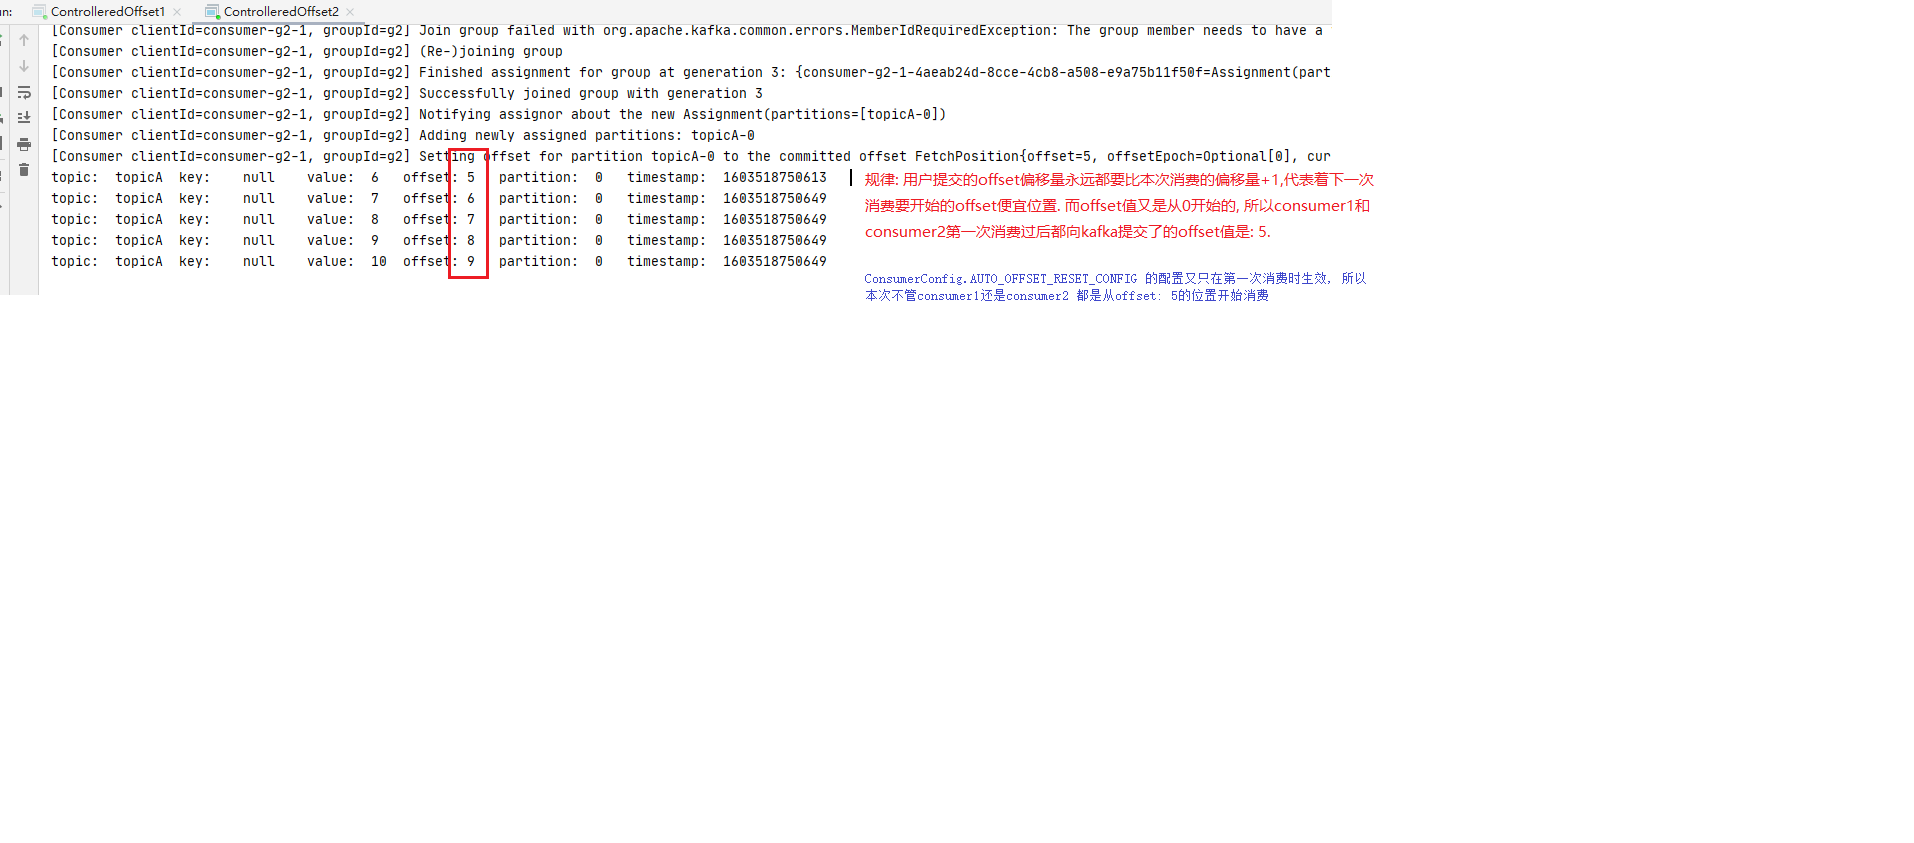 un: ControlleredOffset1 ControlleredOffset2
[Consumer clientId=consumer-g2-1, groupId=g2] Join group failed with org.apache.kafka.common.errors.MemberIdRequiredException: The group member needs to have a
[Consumer clientId=consumer-g2-1, groupId=g2] (Re-)joining group
[Consumer clientId=consumer-g2-1, groupId=g2] Finished assignment for group at generation 3: {consumer-g2-1-4aeab24d-8cce-4cb8-a508-e9a75b11f50f=Assignment(part
[Consumer clientId=consumer-g2-1, groupId=g2] Successfully joined group with generation 3
[Consumer clientId=consumer-g2-1, groupId=g2] Notifying assignor about the new Assignment(partitions=[topicA-0])
[Consumer clientId=consumer-g2-1, groupId=g2] Adding newly assigned partitions: topicA-0
[Consumer clientId=consumer-g2-1, groupId=g2] Setting offset for partition topicA-0 to the committed offset FetchPosition{offset=5, offsetEpoch=Optional[0], cur
topic: topicA key: null value: 6 offset: 5 partition: 0 timestamp: 1603518750613
topic: topicA key: null value: 7 offset: 6 partition: 0 timestamp: 1603518750649
topic: topicA key: null value: 8 offset: 7 partition: 0 timestamp: 1603518750649
topic: topicA key: null value: 9 offset: 8 partition: 0 timestamp: 1603518750649
topic: topicA key: null value: 10 offset: 9 partition: 0 timestamp: 1603518750649
规律: 用户提交的offset偏移量永远都要比本次消费的偏移量+1,代表着下一次
消费要开始的offset便宜位置. 而offset值又是从0开始的, 所以consumer1和
consumer2第一次消费过后都向kafka提交了的offset值是: 5.
ConsumerConfig.AUTO_OFFSET_RESET_CONFIG 的配置又只在第一次消费时生效, 所以
本次不管consumer1还是consumer2 都是从offset: 5的位置开始消费